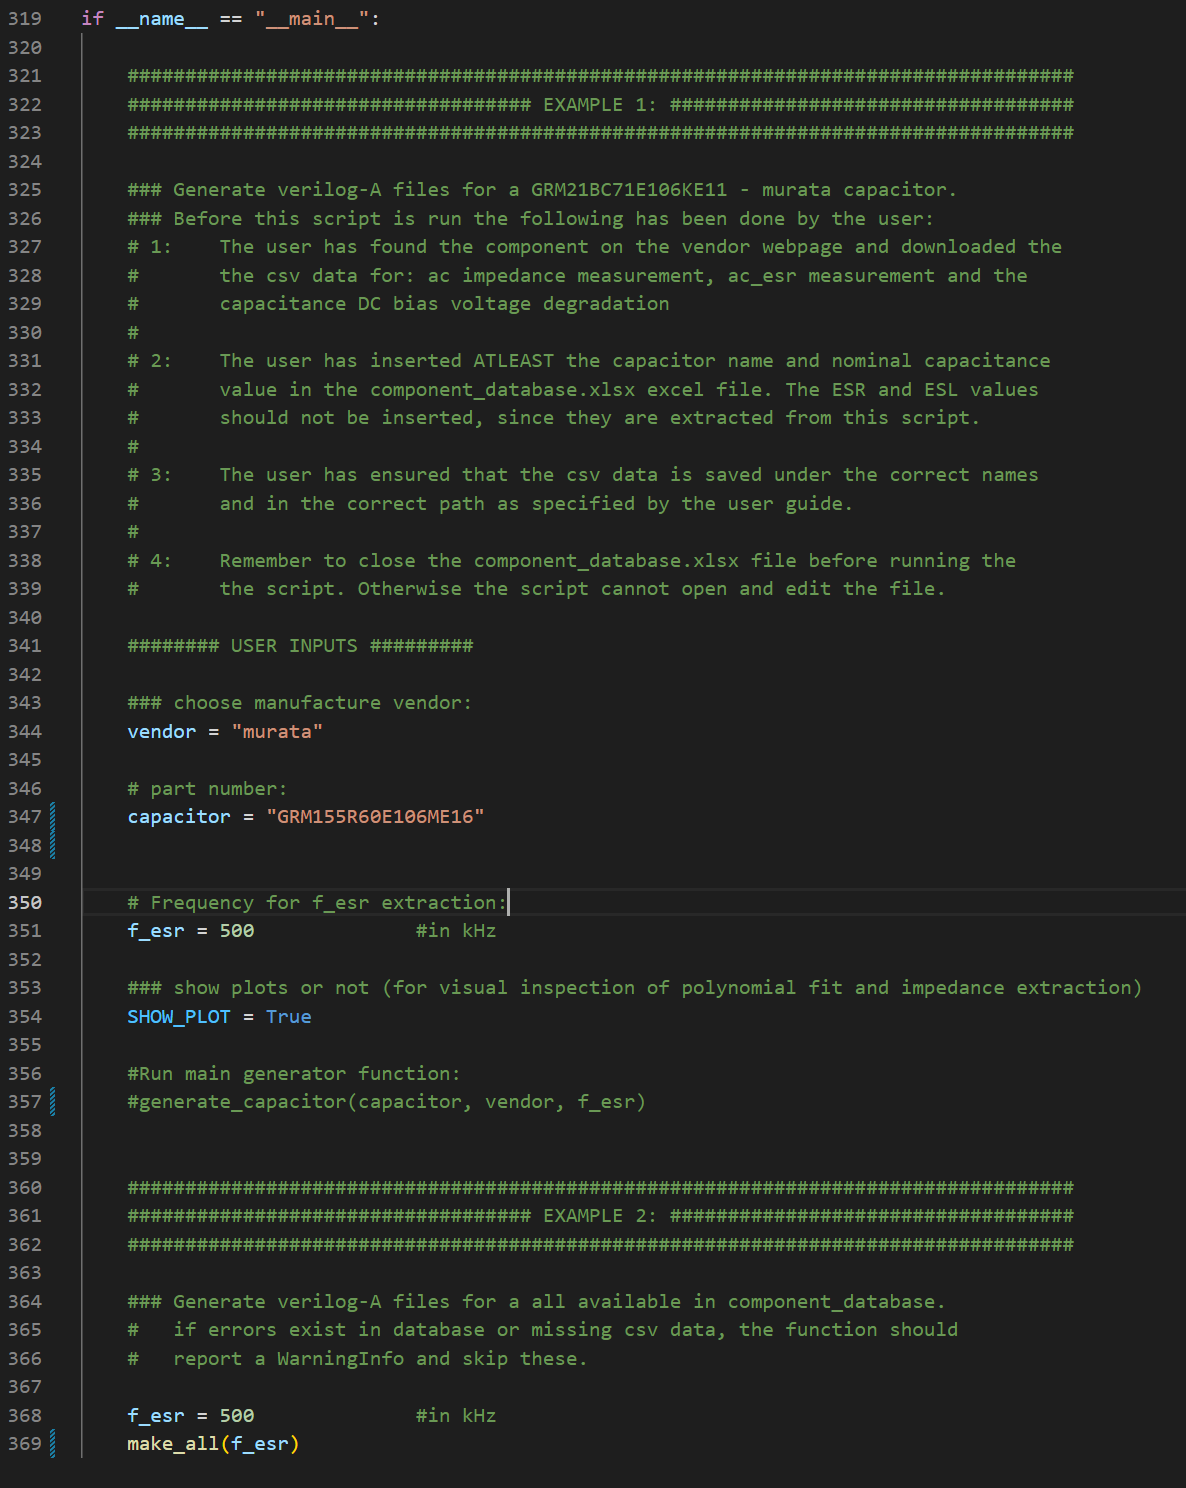 319 if __name__ == "__main__":
320
321 ##################################################################################
322 ################################### EXAMPLE 1: ###################################
323 ##################################################################################
324
325 ### Generate verilog-A files for a GRM21BC71E106KE11 - murata capacitor.
326 ### Before this script is run the following has been done by the user:
327 # 1: The user has found the component on the vendor webpage and downloaded the
328 # the csv data for: ac impedance measurement, ac_esr measurement and the
329 # capacitance DC bias voltage degradation
330 #
331 # 2: The user has inserted ATLEAST the capacitor name and nominal capacitance
332 # value in the component_database.xlsx excel file. The ESR and ESL values
333 # should not be inserted, since they are extracted from this script.
334 #
335 # 3: The user has ensured that the csv data is saved under the correct names
336 # and in the correct path as specified by the user guide.
337 #
338 # 4: Remember to close the component_database.xlsx file before running the
339 # the script. Otherwise the script cannot open and edit the file.
340
341 ######## USER INPUTS #########
342
343 ### choose manufacture vendor:
344 vendor = "murata"
345
346 # part number:
347 capacitor = "GRM155R60E106ME16"
348
349
350 # Frequency for f_esr extraction:
351 f_esr = 500 #in kHz
352
353 ### show plots or not (for visual inspection of polynomial fit and impedance extraction)
354 SHOW_PLOT = True
355
356 #Run main generator function:
357 #generate_capacitor(capacitor, vendor, f_esr)
358
359
360 ##################################################################################
361 ################################### EXAMPLE 2: ###################################
362 ##################################################################################
363
364 ### Generate verilog-A files for a all available in component_database.
365 # if errors exist in database or missing csv data, the function should
366 # report a WarningInfo and skip these.
367
368 f_esr = 500 #in kHz
369 make_all(f_esr)